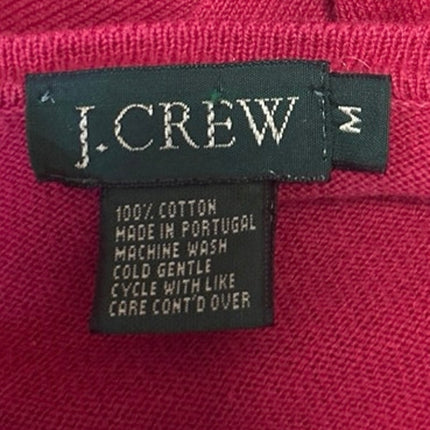 J.CREW
M
100% COTTON
MADE IN PORTUGAL
MACHINE WASH
COLD GENTLE
CYCLE WITH LIKE
CARE CONT'D OVER